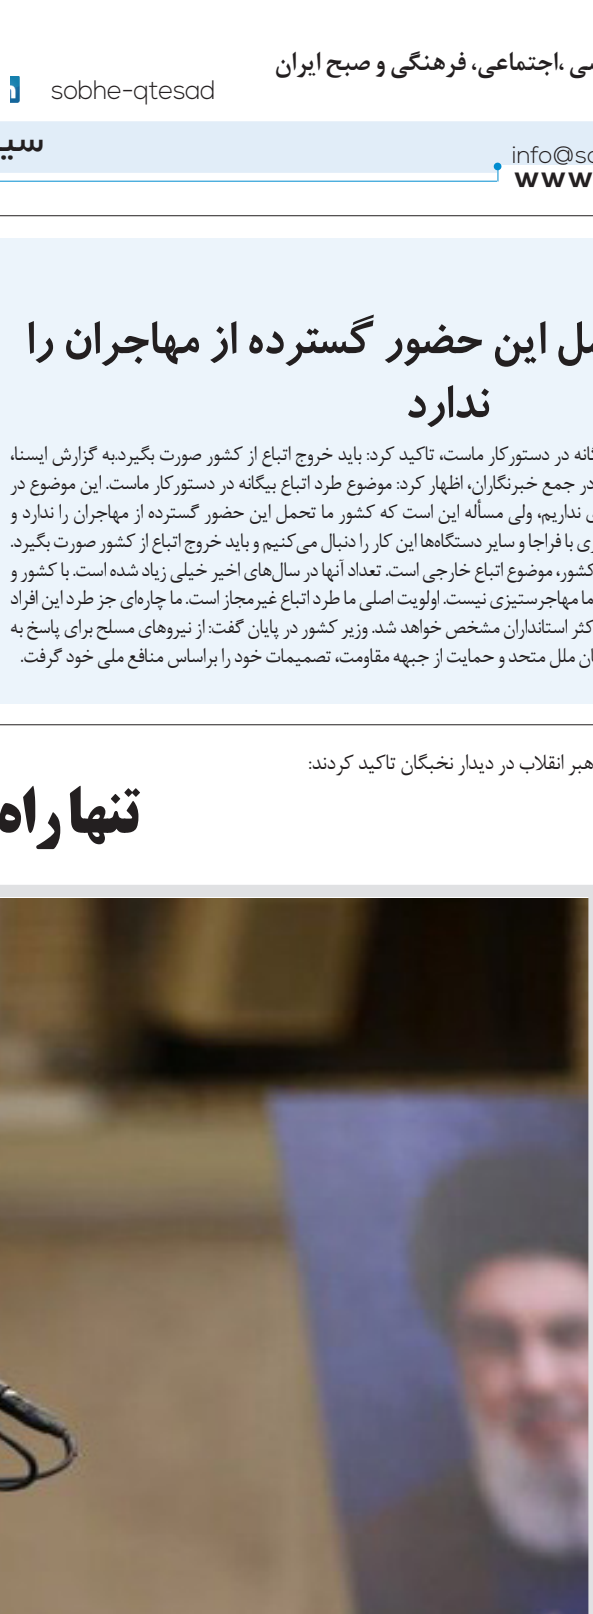 ،اجتماعی، فرهنگی و صبح ایران
sobhe-qtesad
info@
www
این حضور گسترده از مهاجران را
ندارد
در دستورکار ماست، تاکید کرد: باید خروج اتباع از کشور صورت بگیرد.به گزارش ایسنا،
در جمع خبرنگاران، اظهار کرد: موضوع طرد اتباع بیگانه در دستورکار ماست. این موضوع در
نداریم، ولی مسأله این است که کشور ما تحمل این حضور گسترده از مهاجران را ندارد و
با فراجا و سایر دستگاه‌ها این کار را دنبال می‌کنیم و باید خروج اتباع از کشور صورت بگیرد.
کشور، موضوع اتباع خارجی است. تعداد آنها در سال‌های اخیر خیلی زیاد شده است. با کشور و
ما مهاجرستیزی نیست. اولویت اصلی ما طرد اتباع غیرمجاز است. ما چاره‌ای جز طرد این افراد
استانداران مشخص خواهد شد. وزیر کشور در پایان گفت: از نیروهای مسلح برای پاسخ به
ملل متحد و حمایت از جبهه مقاومت، تصمیمات خود را براساس منافع ملی خود گرفت.
انقلاب در دیدار نخبگان تاکید کردند:
تنها راه